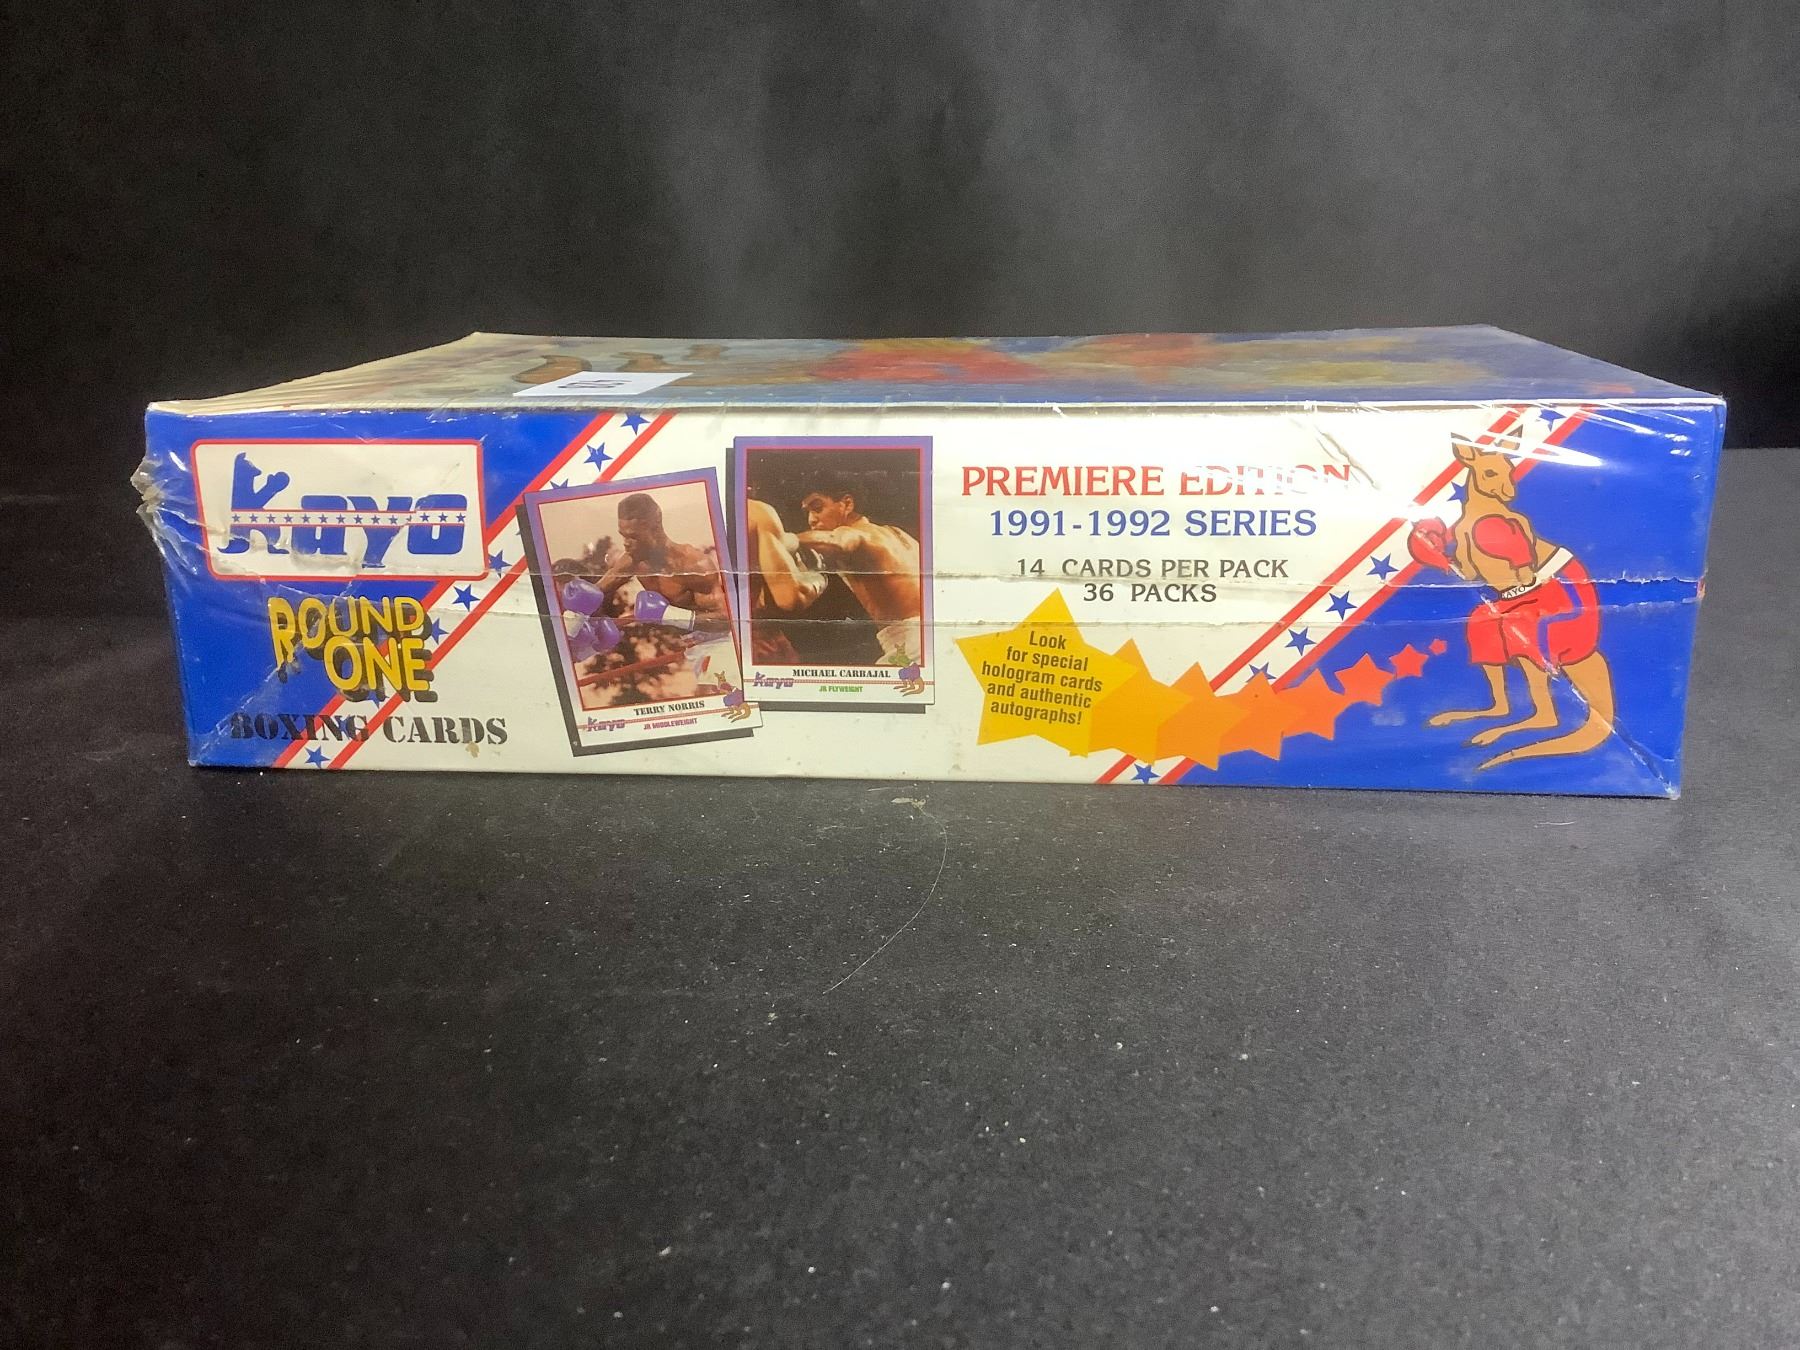 Kayo
ROUND
ONE
BOXING CARDS
TERRY NORRIS
Kayo
JR MIDDLEWEIGHT
MICHAEL CARBAJAL
Kayo
JR FLYWEIGHT
PREMIERE EDITION
1991-1992 SERIES
14 CARDS PER PACK
36 PACKS
Look
for special
hologram cards
and authentic
autographs!
KAYO